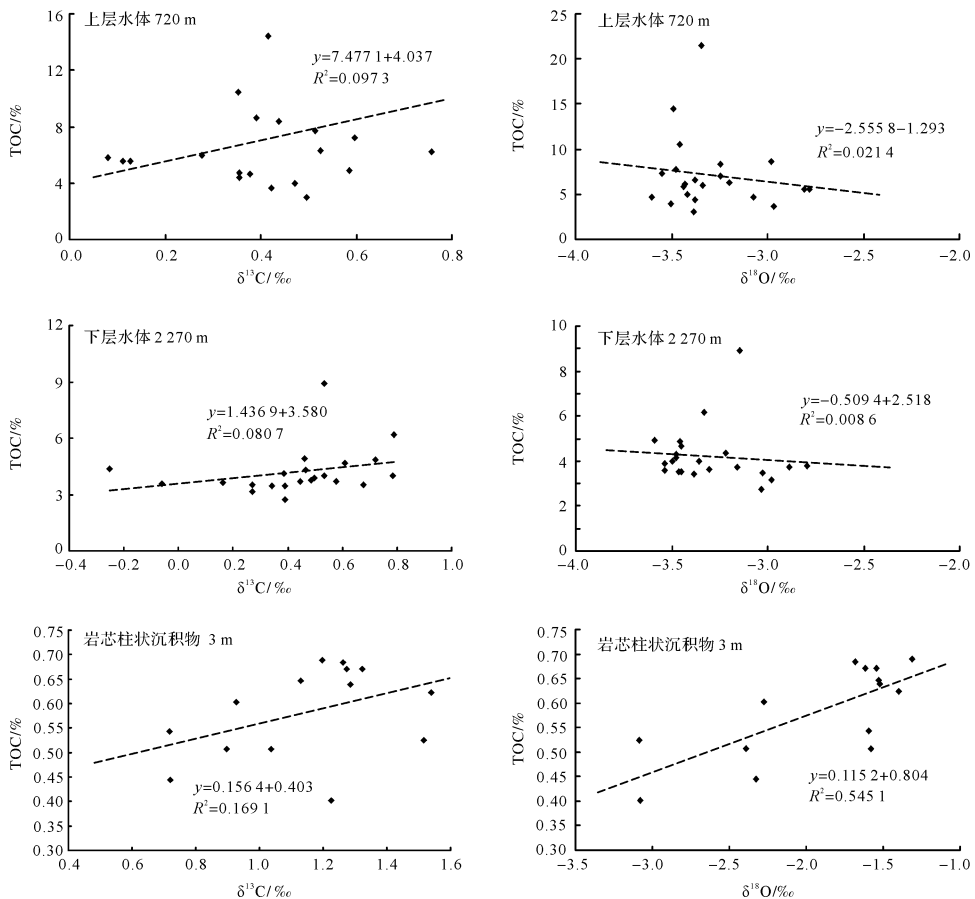 上层水体 720 m
y=7.477 1+4.037
R²=0.097 3
TOC/%
16
12
8
4
0
0.0 0.2 0.4 0.6 0.8
δ¹³C/‰
上层水体 720 m
y=−2.555 8−1.293
R²=0.021 4
TOC/%
25
20
15
10
5
0
−4.0 −3.5 −3.0 −2.5 −2.0
δ¹⁸O/‰
下层水体 2 270 m
y=1.436 9+3.580
R²=0.080 7
TOC/%
12
9
6
3
0
−0.4 −0.2 0.0 0.2 0.4 0.6 0.8 1.0
δ¹³C/‰
下层水体 2 270 m
y=−0.509 4+2.518
R²=0.008 6
TOC/%
10
8
6
4
2
0
−4.0 −3.5 −3.0 −2.5 −2.0
δ¹⁸O/‰
岩芯柱状沉积物 3 m
y=0.156 4+0.403
R²=0.169 1
TOC/%
0.75
0.70
0.65
0.60
0.55
0.50
0.45
0.40
0.35
0.30
0.4 0.6 0.8 1.0 1.2 1.4 1.6
δ¹³C/‰
岩芯柱状沉积物 3 m
y=0.115 2+0.804
R²=0.545 1
TOC/%
0.75
0.70
0.65
0.60
0.55
0.50
0.45
0.40
0.35
0.30
−3.5 −3.0 −2.5 −2.0 −1.5 −1.0
δ¹⁸O/‰